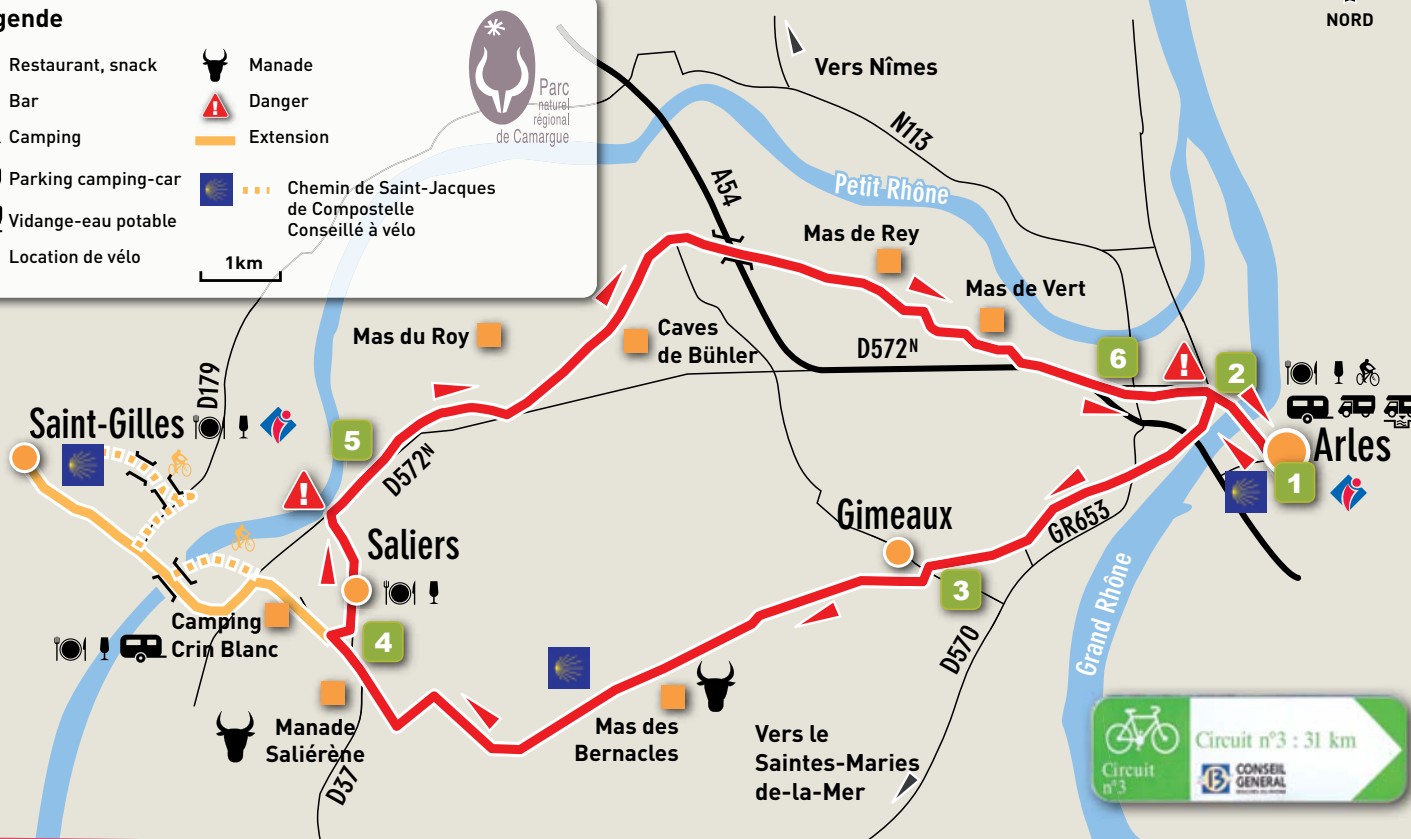 gende
Restaurant, snack
Bar
Camping
Parking camping-car
Vidange-eau potable
Location de vélo
Manade
Danger
Extension
Chemin de Saint-Jacques
de Compostelle
Conseillé à vélo
1km
Parc
naturel
régional
de Camargue
NORD
Vers Nîmes
N113
A54
Petit Rhône
Mas de Rey
Mas de Vert
Mas du Roy
Caves
de Bühler
D572N
6
2
D179
Saint-Gilles
5
D572N
Arles
1
Saliers
Gimeaux
GR653
3
Grand Rhône
Camping
Crin Blanc
4
D570
Manade
Saliérène
Mas des
Bernacles
Vers le
Saintes-Maries
de-la-Mer
D37
Circuit n°3 : 31 km
Circuit
n°3
CONSEIL
GENERAL